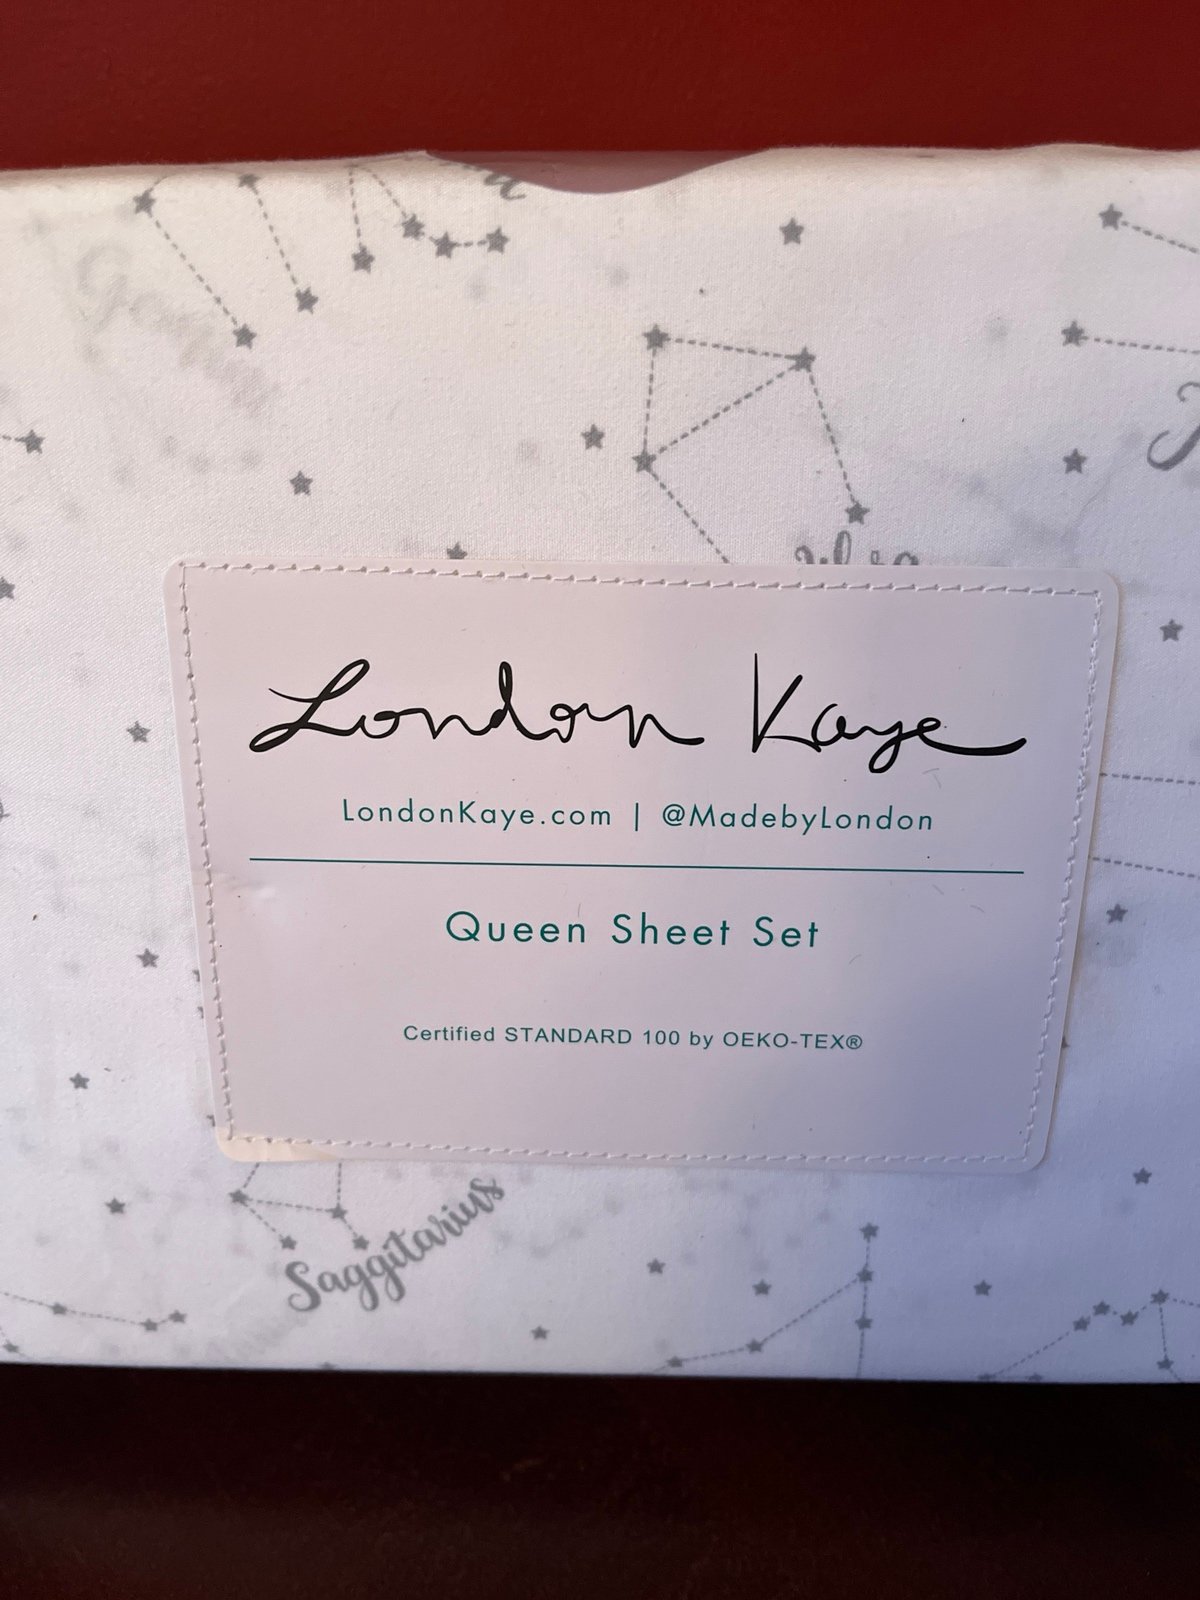 London Kaye
LondonKaye.com | @MadebyLondon
Queen Sheet Set
Certified STANDARD 100 by OEKO-TEX®
Saggitarius